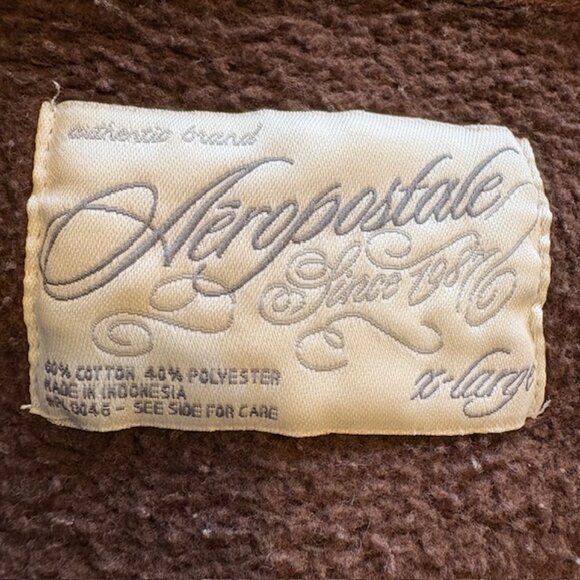 authentic brand
Aéropostale
Since 1987
60% COTTON 40% POLYESTER
MADE IN INDONESIA
- SEE SIDE FOR CARE
x-large